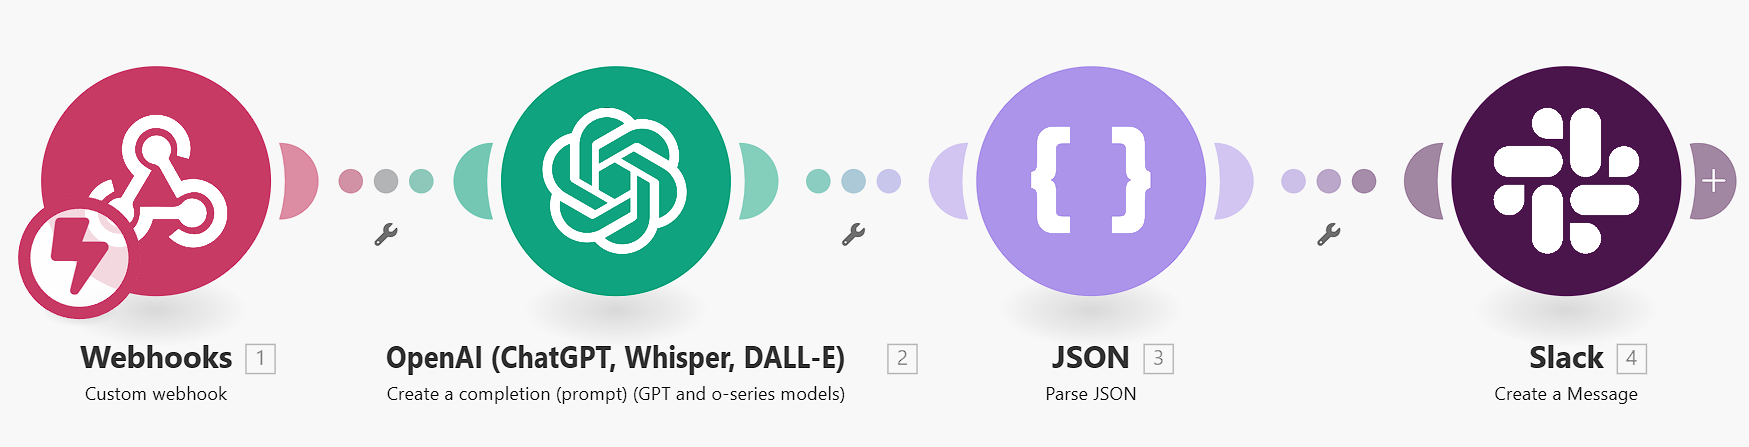 Webhooks 1
Custom webhook
OpenAI (ChatGPT, Whisper, DALL-E) 2
Create a completion (prompt) (GPT and o-series models)
JSON 3
Parse JSON
Slack 4
Create a Message